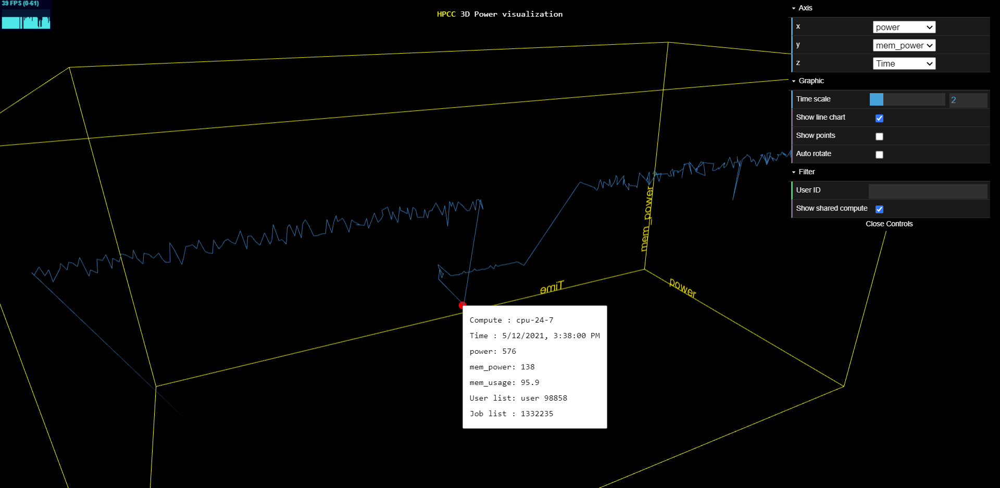 39 FPS (0-61)
HPCC 3D Power visualization
Axis
x power
y mem_power
z Time
Graphic
Time scale 2
Show line chart
Show points
Auto rotate
Filter
User ID
Show shared compute
Close Controls
mem_power
Time
power
Compute : cpu-24-7
Time : 5/12/2021, 3:38:00 PM
power: 576
mem_power: 138
mem_usage: 95.9
User list: user 98858
Job list : 1332235